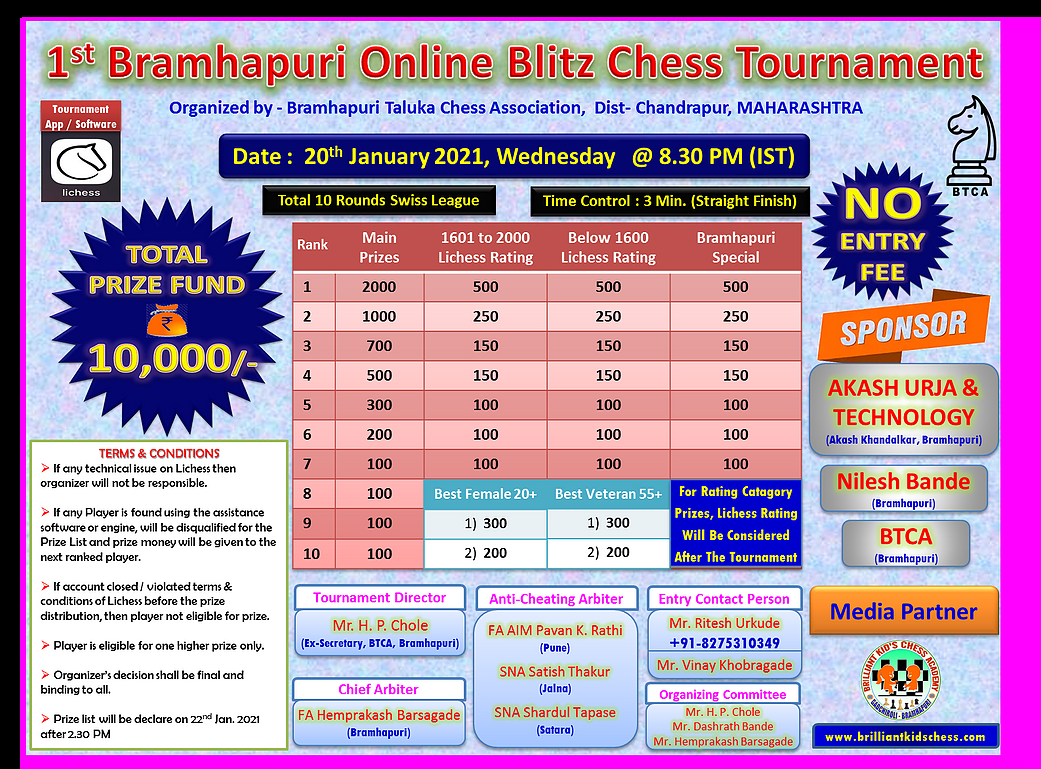 1st Bramhapuri Online Blitz Chess Tournament
Organized by - Bramhapuri Taluka Chess Association, Dist- Chandrapur, MAHARASHTRA
Tournament
App / Software
lichess
Date : 20th January 2021, Wednesday @ 8.30 PM (IST)
BTCA
Total 10 Rounds Swiss League
Time Control : 3 Min. (Straight Finish)
NO
ENTRY
FEE
TOTAL
PRIZE FUND
₹
10,000/-
Rank Main Prizes 1601 to 2000 Lichess Rating Below 1600 Lichess Rating Bramhapuri Special
1 2000 500 500 500
2 1000 250 250 250
3 700 150 150 150
4 500 150 150 150
5 300 100 100 100
6 200 100 100 100
7 100 100 100 100
8 100 Best Female 20+ Best Veteran 55+
9 100 1) 300 1) 300
10 100 2) 200 2) 200
For Rating Catagory
Prizes, Lichess Rating
Will Be Considered
After The Tournament
SPONSOR
AKASH URJA &
TECHNOLOGY
(Akash Khandalkar, Bramhapuri)
Nilesh Bande
(Bramhapuri)
BTCA
(Bramhapuri)
TERMS & CONDITIONS
➢ If any technical issue on Lichess then
organizer will not be responsible.
➢ If any Player is found using the assistance
software or engine, will be disqualified for the
Prize List and prize money will be given to the
next ranked player.
➢ If account closed / violated terms &
conditions of Lichess before the prize
distribution, then player not eligible for prize.
➢ Player is eligible for one higher prize only.
➢ Organizer's decision shall be final and
binding to all.
➢ Prize list will be declare on 22nd Jan. 2021
after 2.30 PM
Tournament Director
Mr. H. P. Chole
(Ex-Secretary, BTCA, Bramhapuri)
Chief Arbiter
FA Hemprakash Barsagade
(Bramhapuri)
Anti-Cheating Arbiter
FA AIM Pavan K. Rathi
(Pune)
SNA Satish Thakur
(Jalna)
SNA Shardul Tapase
(Satara)
Entry Contact Person
Mr. Ritesh Urkude
+91-8275310349
Mr. Vinay Khobragade
Organizing Committee
Mr. H. P. Chole
Mr. Dashrath Bande
Mr. Hemprakash Barsagade
Media Partner
BRILLIANT KID'S CHESS ACADEMY
GADCHIROLI - BRAMHAPURI
www.brilliantkidschess.com